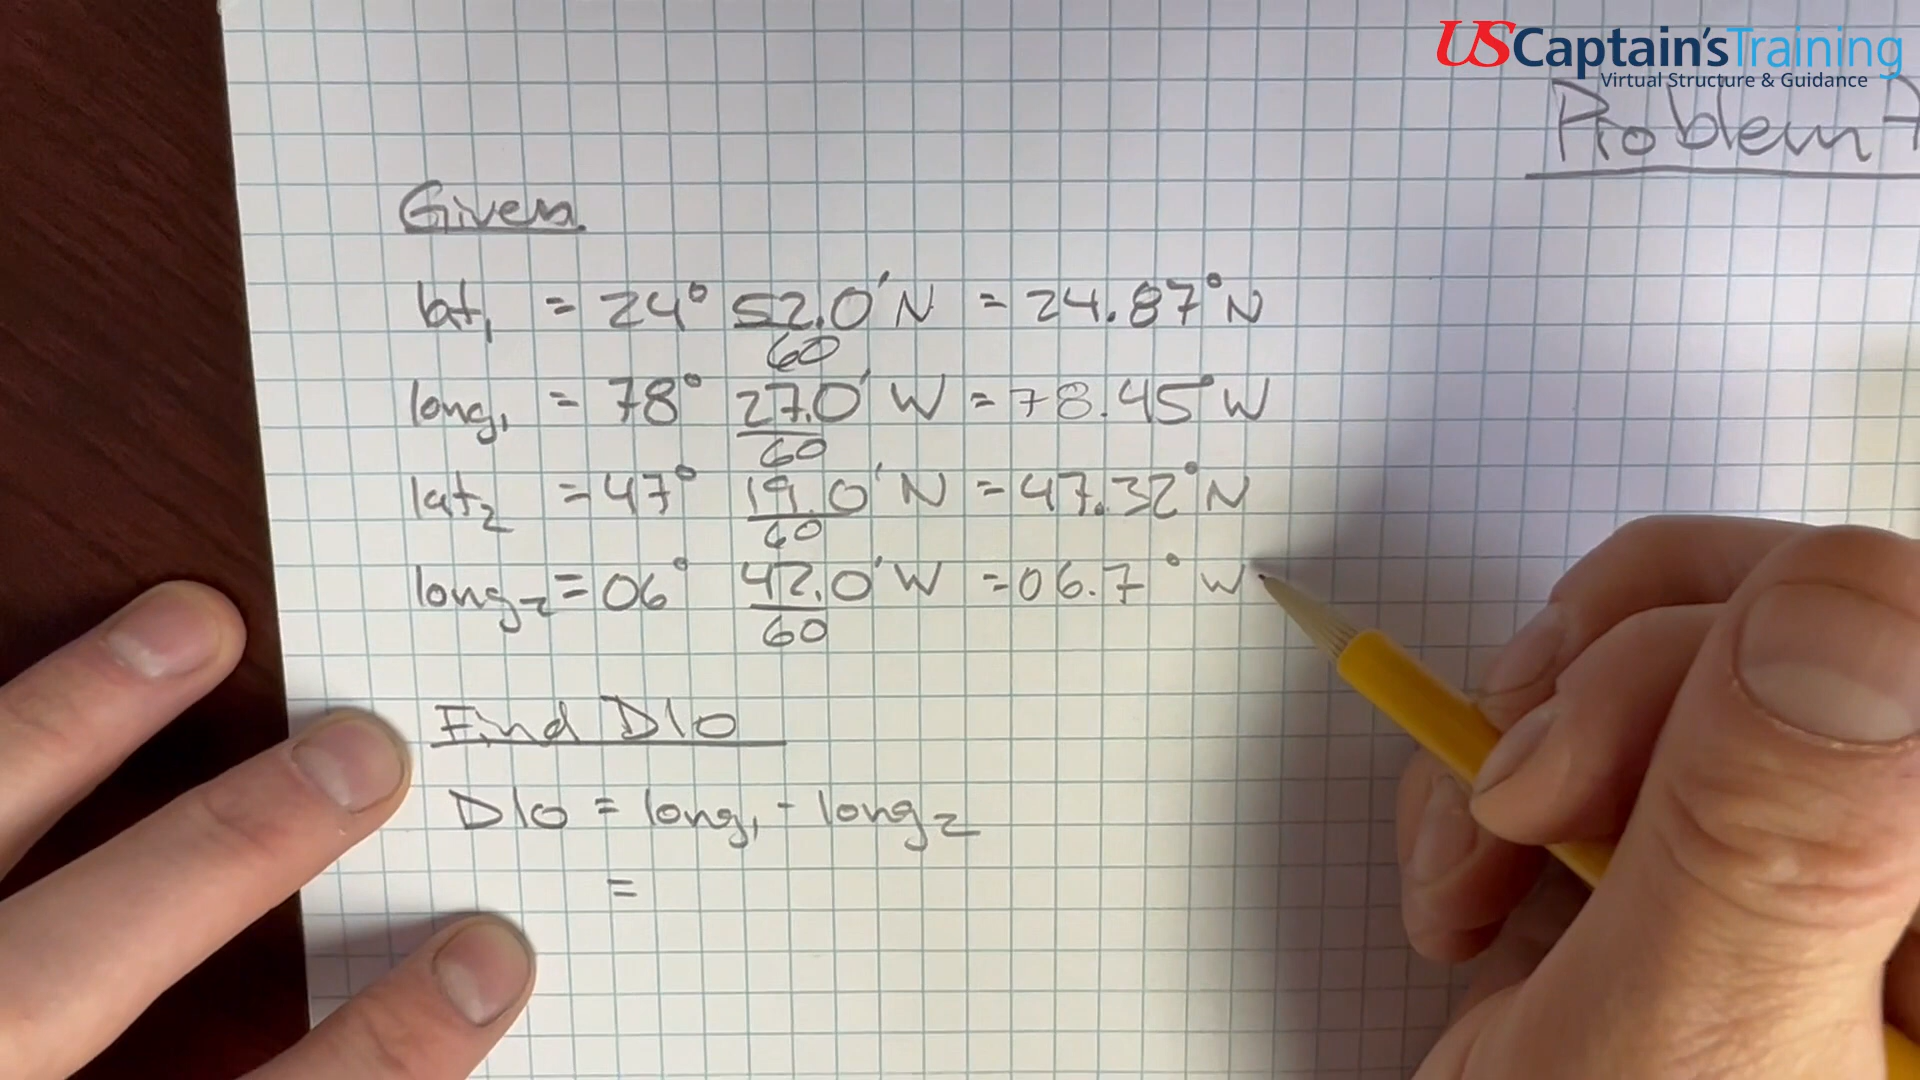 USCaptain'sTraining
Virtual Structure & Guidance
Problem 7
Given
lat₁ = 24° 52.0'N = 24.87°N
60
long₁ = 78° 27.0' W = 78.45° W
60
lat₂ = 47° 19.0' N = 47.32°N
60
long₂ = 06° 42.0' W = 06.7° W
60
Find Dlo
Dlo = long₁ - long₂
=